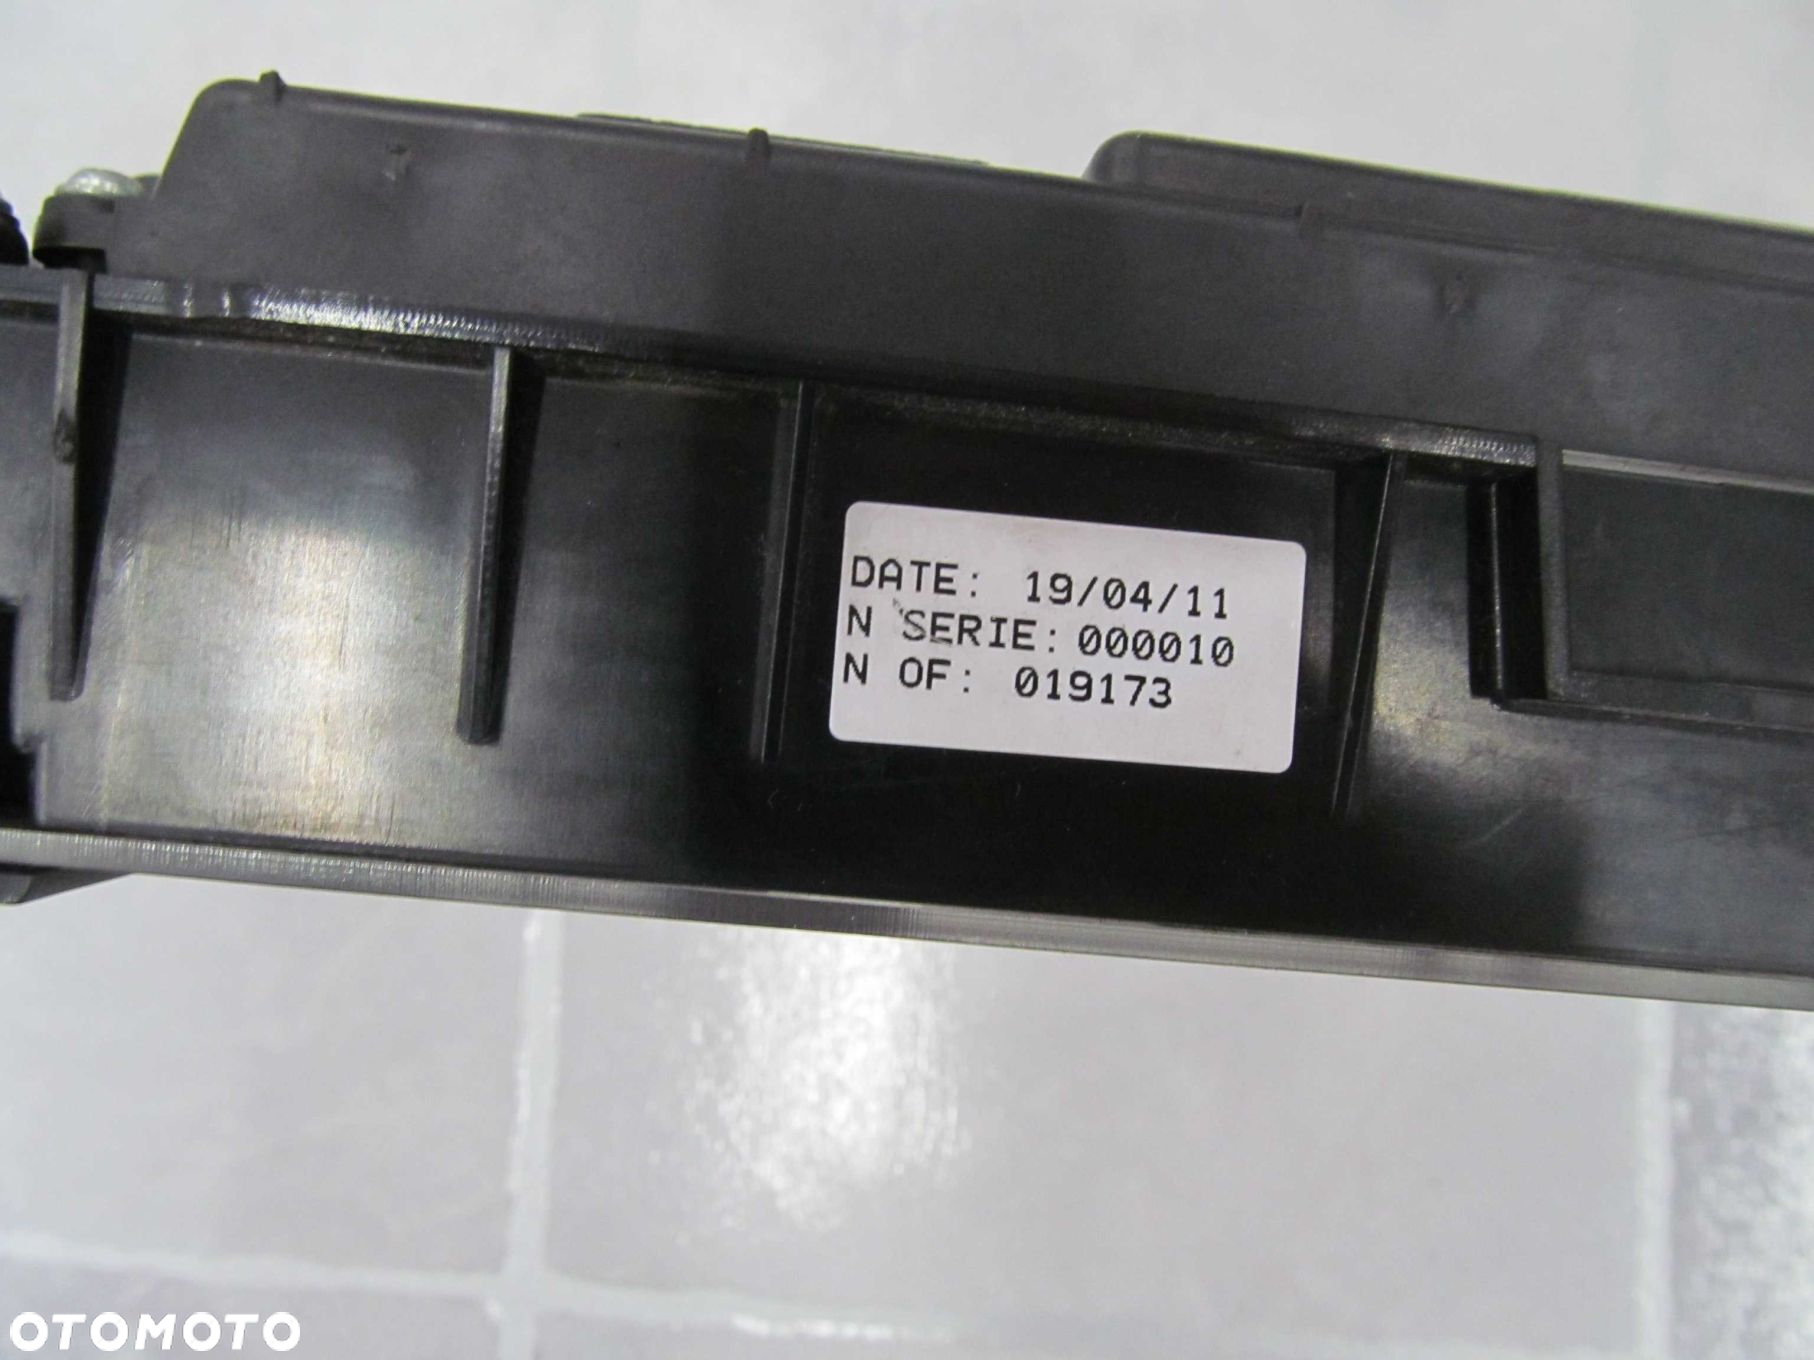 DATE: 19/04/11
N SERIE: 000010
N OF: 019173
OTOMOTO